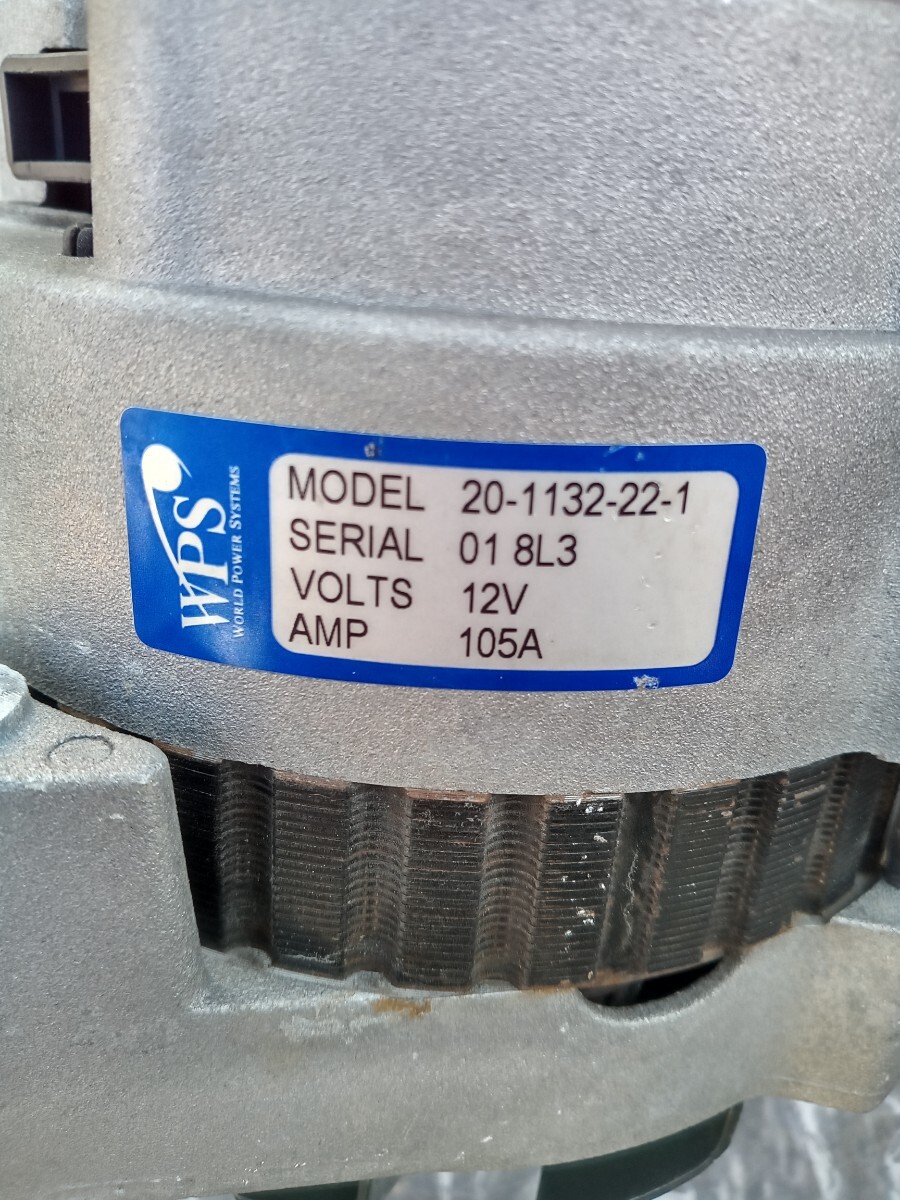 WPS
WORLD POWER SYSTEMS
MODEL 20-1132-22-1
SERIAL 01 8L3
VOLTS 12V
AMP 105A